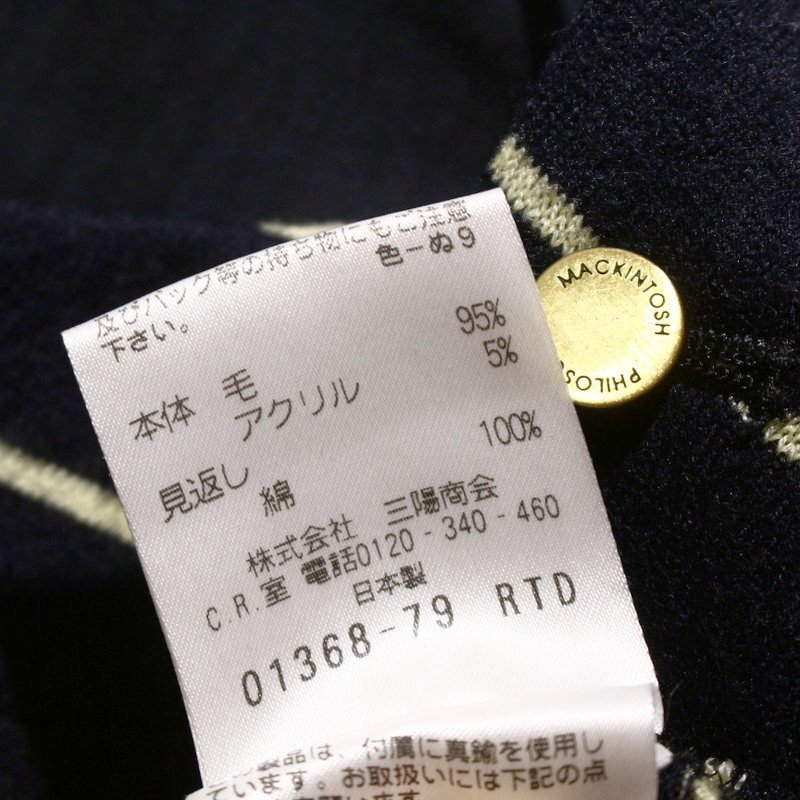 及びバッグ等の持ち物にもご注意
下さい。
色-ぬ9
本体 毛 95%
アクリル 5%
見返し 綿 100%
株式会社 三陽商会
C.R.室 電話0120-340-460
日本製
01368-79 RTD
製品は、付属に真鍮を使用し
ています。お取扱いには下記の点
MACKINTOSH